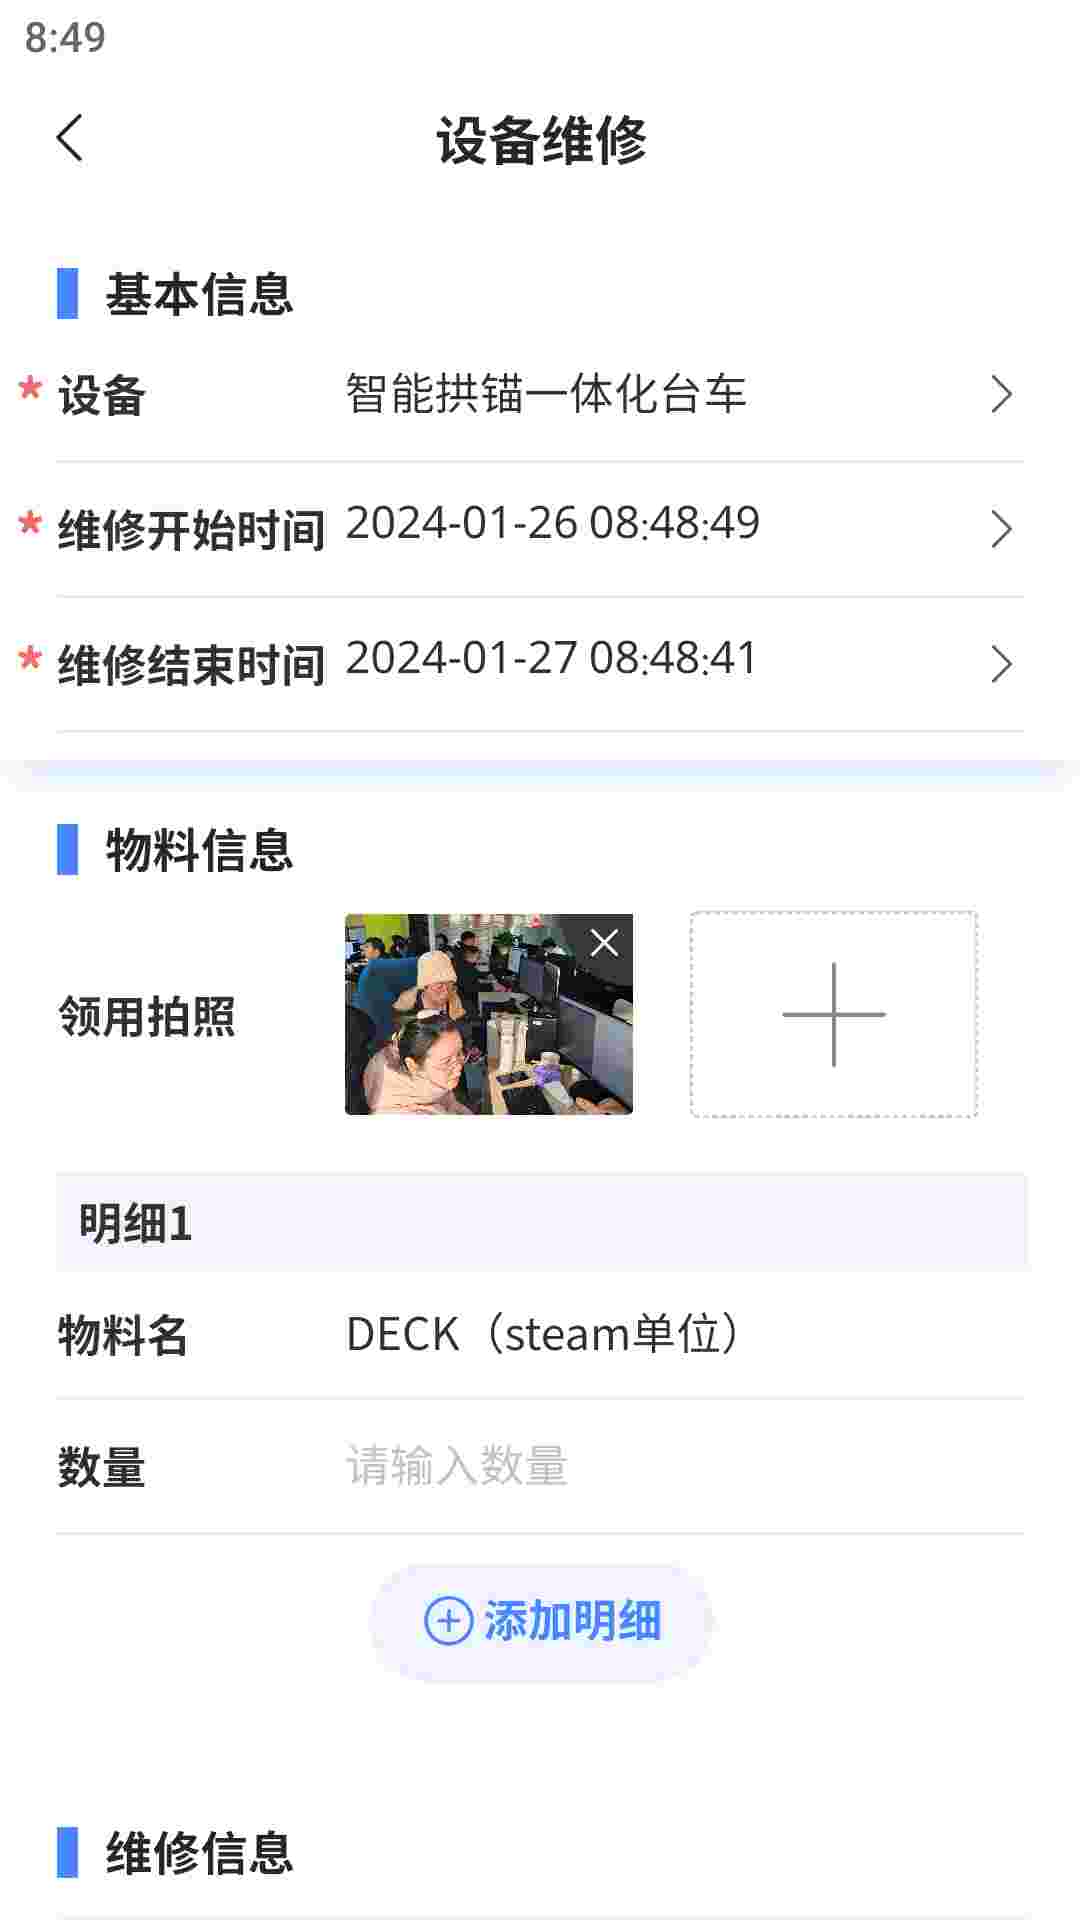 8:49
设备维修
基本信息
* 设备 智能拱锚一体化台车
* 维修开始时间 2024-01-26 08:48:49
* 维修结束时间 2024-01-27 08:48:41
物料信息
领用拍照
明细1
物料名 DECK（steam单位）
数量 请输入数量
添加明细
维修信息